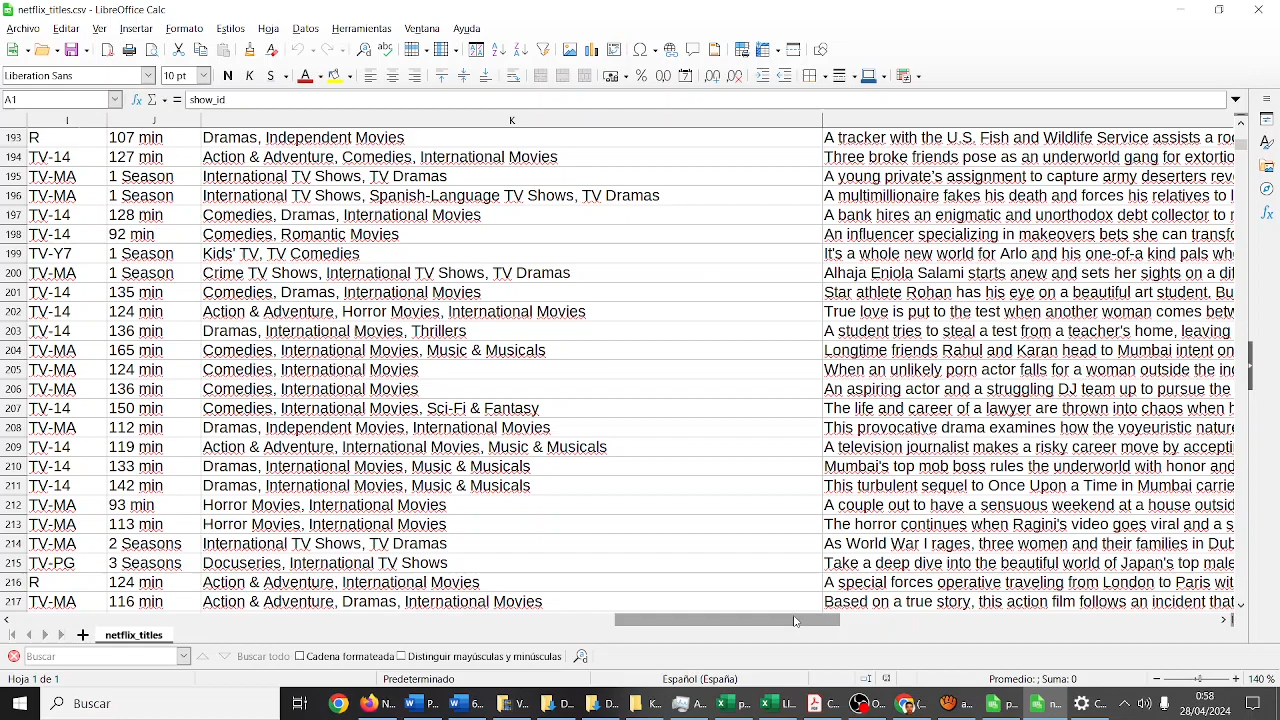 netflix_titles.csv - LibreOffice Calc
Archivo Editar Ver Insertar Formato Estilos Hoja Datos Herramientas Ventana Ayuda
Liberation Sans 10 pt N K S A
A1 show_id
I J K
193 R 107 min Dramas, Independent Movies A tracker with the U.S. Fish and Wildlife Service assists a roo
194 TV-14 127 min Action & Adventure, Comedies, International Movies Three broke friends pose as an underworld gang for extortio
195 TV-MA 1 Season International TV Shows, TV Dramas A young private's assignment to capture army deserters reve
196 TV-MA 1 Season International TV Shows, Spanish-Language TV Shows, TV Dramas A multimillionaire fakes his death and forces his relatives to l
197 TV-14 128 min Comedies, Dramas, International Movies A bank hires an enigmatic and unorthodox debt collector to r
198 TV-14 92 min Comedies, Romantic Movies An influencer specializing in makeovers bets she can transfo
199 TV-Y7 1 Season Kids' TV, TV Comedies It's a whole new world for Arlo and his one-of-a kind pals whe
200 TV-MA 1 Season Crime TV Shows, International TV Shows, TV Dramas Alhaja Eniola Salami starts anew and sets her sights on a dif
201 TV-14 135 min Comedies, Dramas, International Movies Star athlete Rohan has his eye on a beautiful art student. Bu
202 TV-14 124 min Action & Adventure, Horror Movies, International Movies True love is put to the test when another woman comes betw
203 TV-14 136 min Dramas, International Movies, Thrillers A student tries to steal a test from a teacher's home, leaving
204 TV-MA 165 min Comedies, International Movies, Music & Musicals Longtime friends Rahul and Karan head to Mumbai intent on
205 TV-MA 124 min Comedies, International Movies When an unlikely porn actor falls for a woman outside the ind
206 TV-MA 136 min Comedies, International Movies An aspiring actor and a struggling DJ team up to pursue the
207 TV-14 150 min Comedies, International Movies, Sci-Fi & Fantasy The life and career of a lawyer are thrown into chaos when h
208 TV-MA 112 min Dramas, Independent Movies, International Movies This provocative drama examines how the voyeuristic nature
209 TV-14 119 min Action & Adventure, International Movies, Music & Musicals A television journalist makes a risky career move by accepti
210 TV-14 133 min Dramas, International Movies, Music & Musicals Mumbai's top mob boss rules the underworld with honor and
211 TV-14 142 min Dramas, International Movies, Music & Musicals This turbulent sequel to Once Upon a Time in Mumbai carrie
212 TV-MA 93 min Horror Movies, International Movies A couple out to have a sensuous weekend at a house outsid
213 TV-MA 113 min Horror Movies, International Movies The horror continues when Ragini's video goes viral and a s
214 TV-MA 2 Seasons International TV Shows, TV Dramas As World War I rages, three women and their families in Dub
215 TV-PG 3 Seasons Docuseries, International TV Shows Take a deep dive into the beautiful world of Japan's top male
216 R 124 min Action & Adventure, International Movies A special forces operative traveling from London to Paris wit
217 TV-MA 116 min Action & Adventure, Dramas, International Movies Based on a true story, this action film follows an incident that
netflix_titles
Buscar Buscar todo Cadena formateada Distinguir mayúsculas y minúsculas
Hoja 1 de 1 Predeterminado Español (España) Promedio: ; Suma: 0 140 %
Buscar N... W 6... V... D... D... K... A... p... Ll... C... O... a... p... n... C... 0:58
28/04/2024